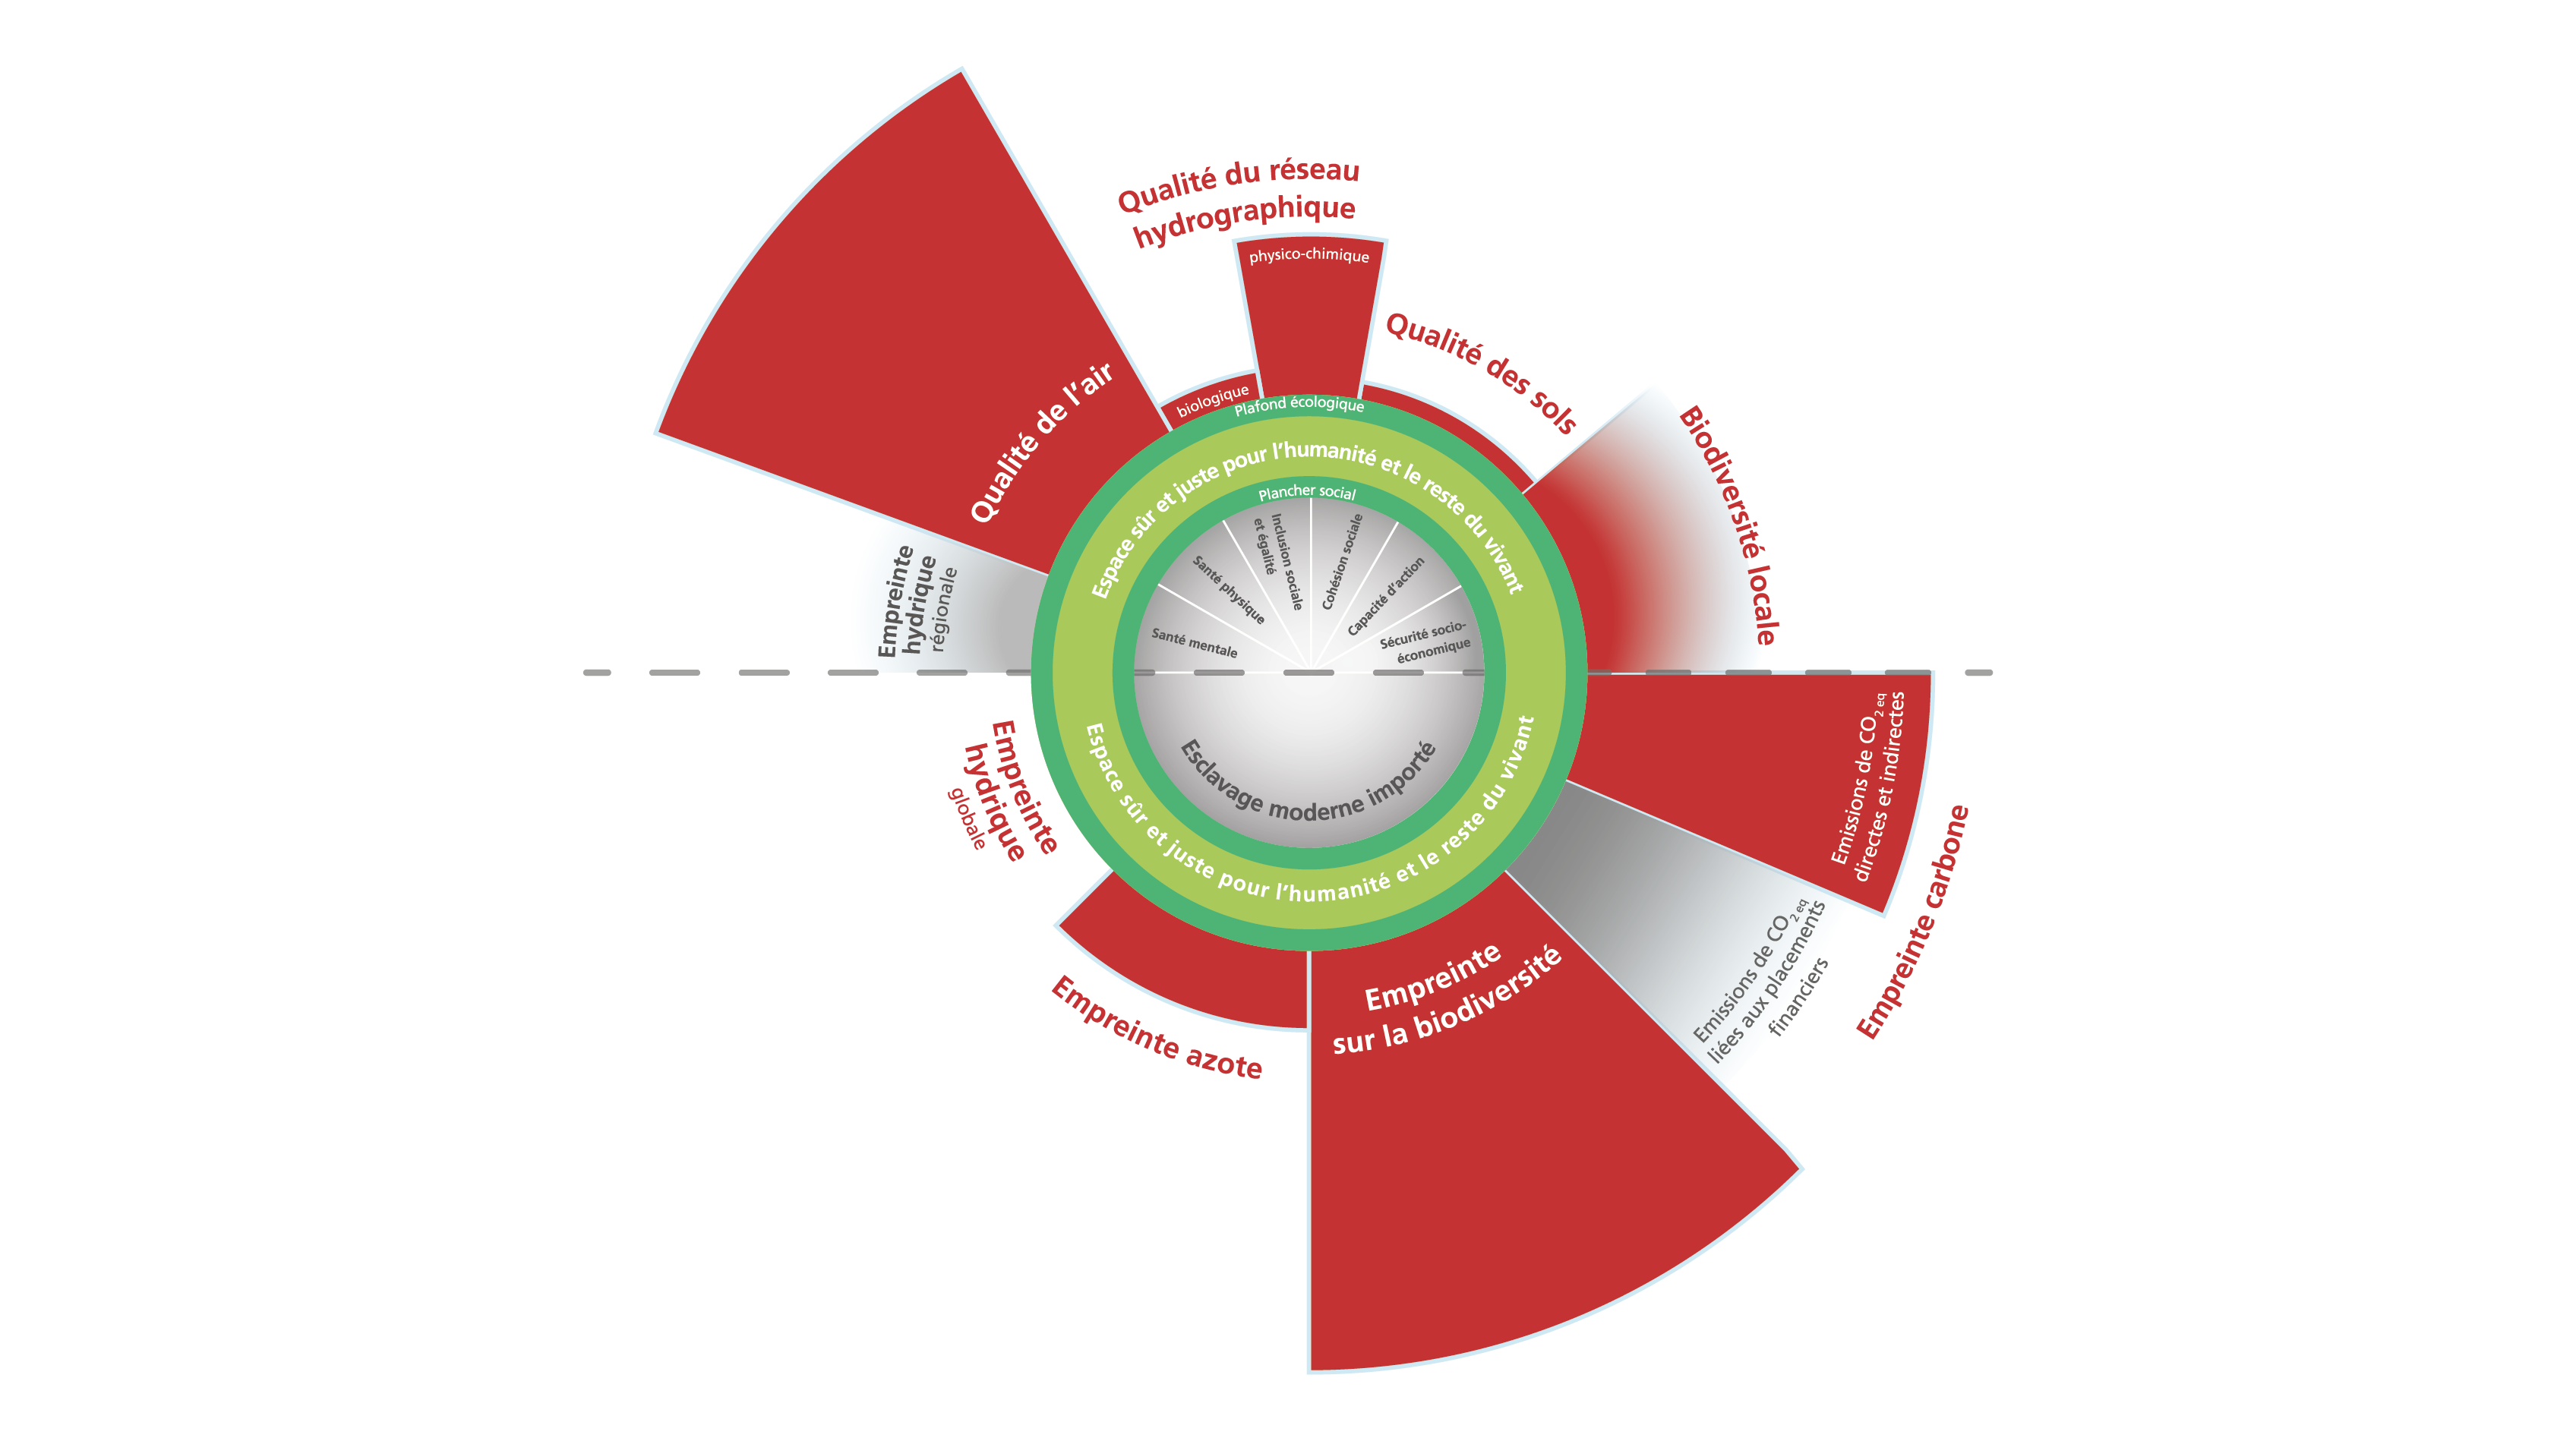 Qualité de l’air
Qualité du réseau
hydrographique
physico-chimique
biologique
Qualité des sols
Biodiversité locale
Empreinte
hydrique
régionale
Plafond écologique
Espace sûr et juste pour l’humanité et le reste du vivant
Plancher social
Santé mentale
Santé physique
Inclusion sociale
et égalité
Cohésion sociale
Capacité d’action
Sécurité socio-
économique
Esclavage moderne importé
Espace sûr et juste pour l’humanité et le reste du vivant
Empreinte
hydrique
globale
Empreinte azote
Empreinte
sur la biodiversité
Emissions de CO2 eq
directes et indirectes
Emissions de CO2 eq
liées aux placements
financiers
Empreinte carbone